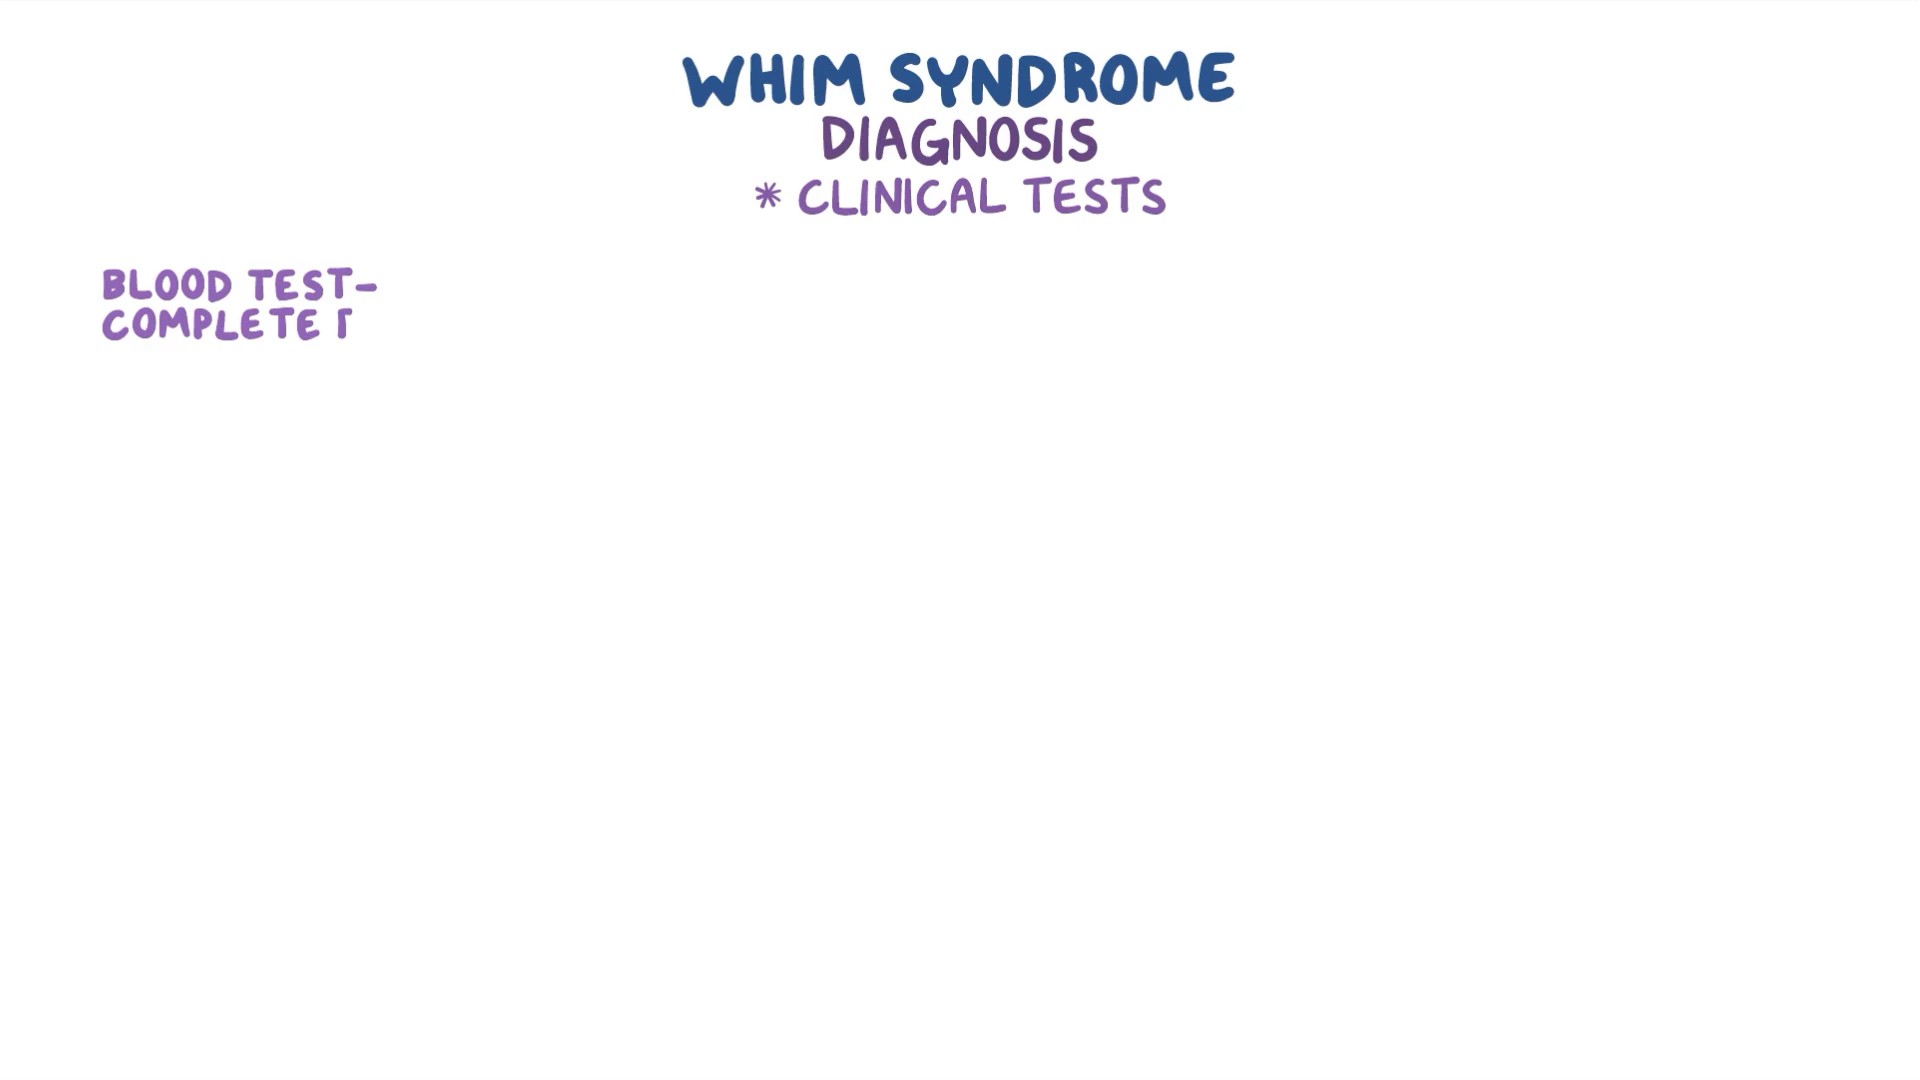 WHIM SYNDROME
DIAGNOSIS
* CLINICAL TESTS
BLOOD TEST-
COMPLETE